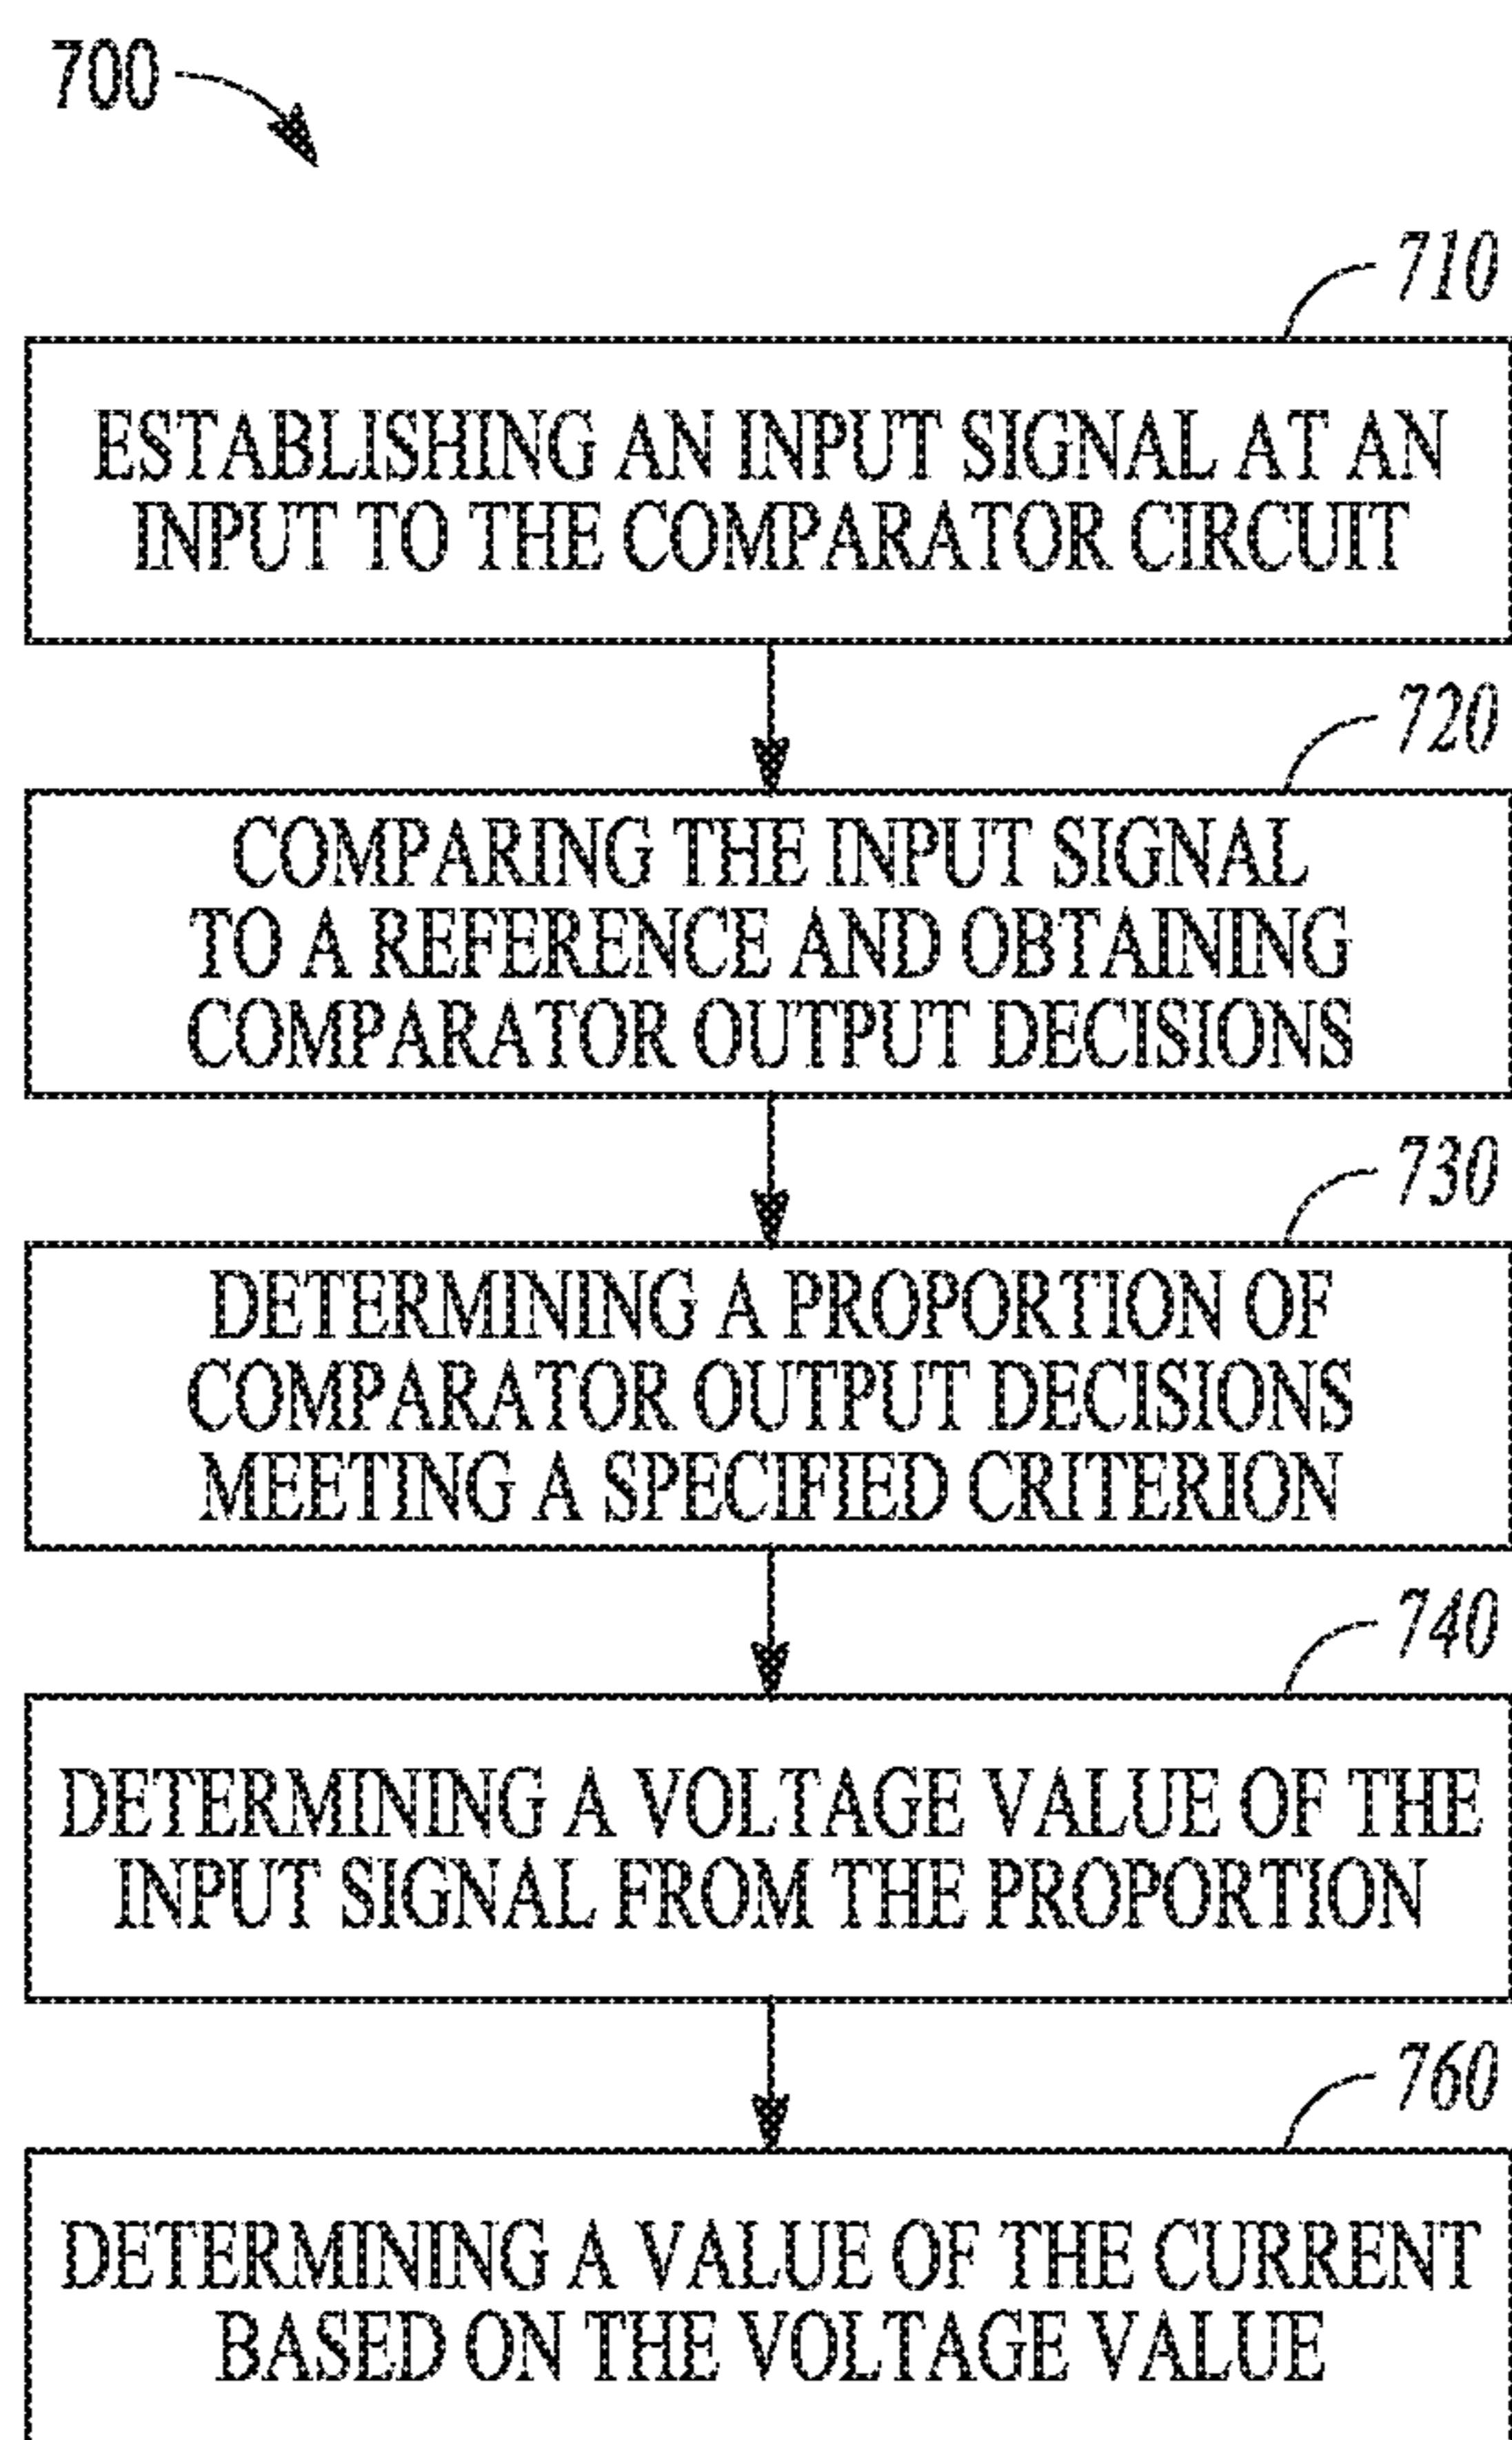 700
710
ESTABLISHING AN INPUT SIGNAL AT AN
INPUT TO THE COMPARATOR CIRCUIT
720
COMPARING THE INPUT SIGNAL
TO A REFERENCE AND OBTAINING
COMPARATOR OUTPUT DECISIONS
730
DETERMINING A PROPORTION OF
COMPARATOR OUTPUT DECISIONS
MEETING A SPECIFIED CRITERION
740
DETERMINING A VOLTAGE VALUE OF THE
INPUT SIGNAL FROM THE PROPORTION
760
DETERMINING A VALUE OF THE CURRENT
BASED ON THE VOLTAGE VALUE